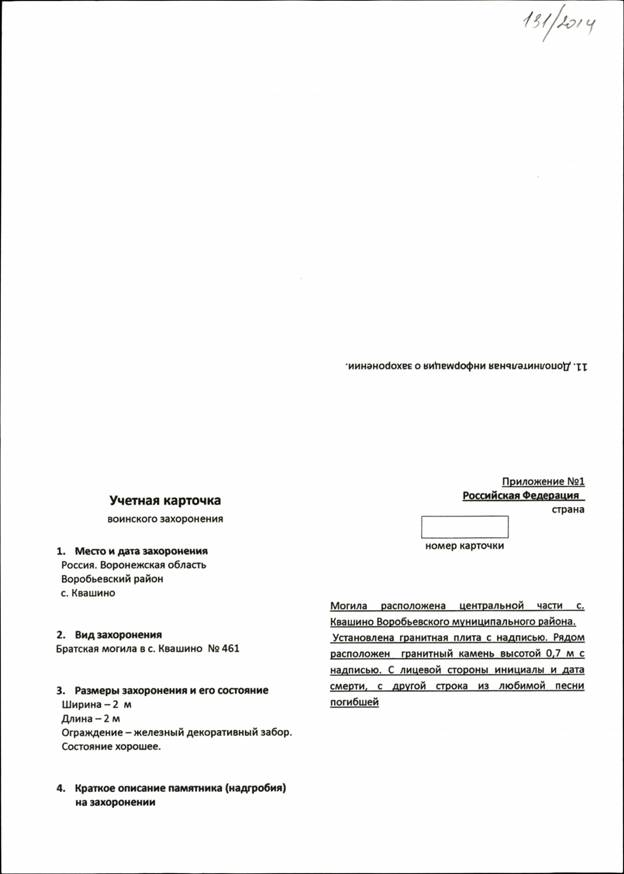 131/2014
11. Дополнительная информация о захоронении.
Приложение №1
Российская Федерация
страна
номер карточки
Учетная карточка
воинского захоронения
1. Место и дата захоронения
Россия. Воронежская область
Воробьевский район
с. Квашино
2. Вид захоронения
Братская могила в с. Квашино № 461
3. Размеры захоронения и его состояние
Ширина – 2 м
Длина – 2 м
Ограждение – железный декоративный забор.
Состояние хорошее.
4. Краткое описание памятника (надгробия)
на захоронении
Могила расположена центральной части с.
Квашино Воробьевского муниципального района.
Установлена гранитная плита с надписью. Рядом
расположен гранитный камень высотой 0,7 м с
надписью. С лицевой стороны инициалы и дата
смерти, с другой строка из любимой песни
погибшей